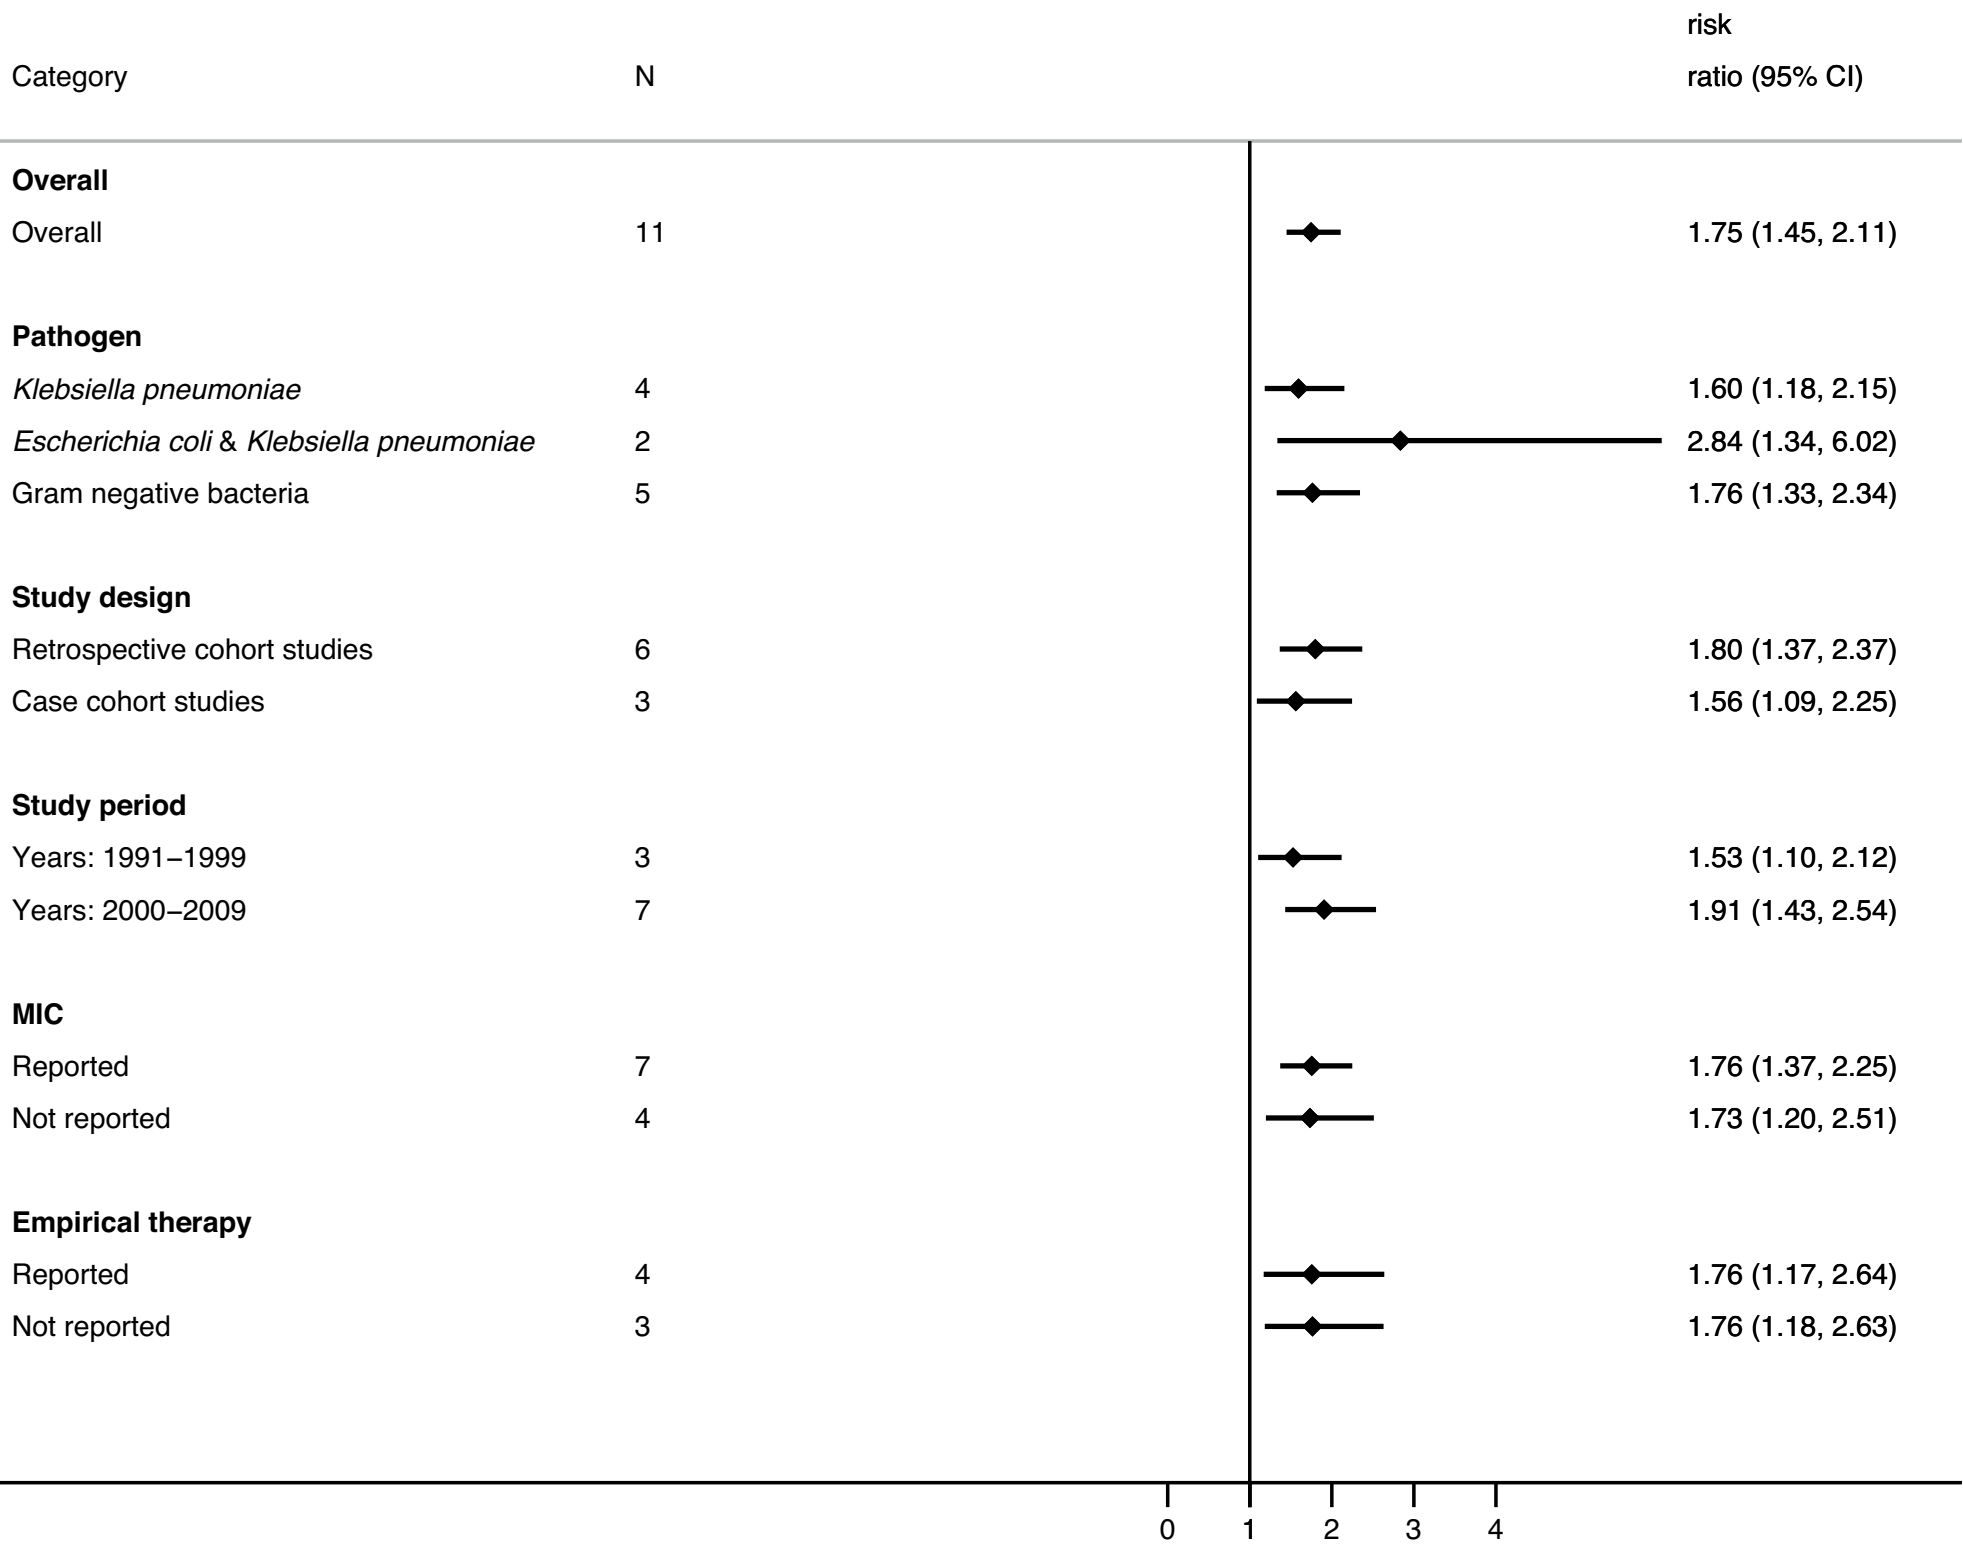 risk
Category N ratio (95% CI)
Overall
Overall 11 1.75 (1.45, 2.11)
Pathogen
Klebsiella pneumoniae 4 1.60 (1.18, 2.15)
Escherichia coli & Klebsiella pneumoniae 2 2.84 (1.34, 6.02)
Gram negative bacteria 5 1.76 (1.33, 2.34)
Study design
Retrospective cohort studies 6 1.80 (1.37, 2.37)
Case cohort studies 3 1.56 (1.09, 2.25)
Study period
Years: 1991–1999 3 1.53 (1.10, 2.12)
Years: 2000–2009 7 1.91 (1.43, 2.54)
MIC
Reported 7 1.76 (1.37, 2.25)
Not reported 4 1.73 (1.20, 2.51)
Empirical therapy
Reported 4 1.76 (1.17, 2.64)
Not reported 3 1.76 (1.18, 2.63)
0 1 2 3 4